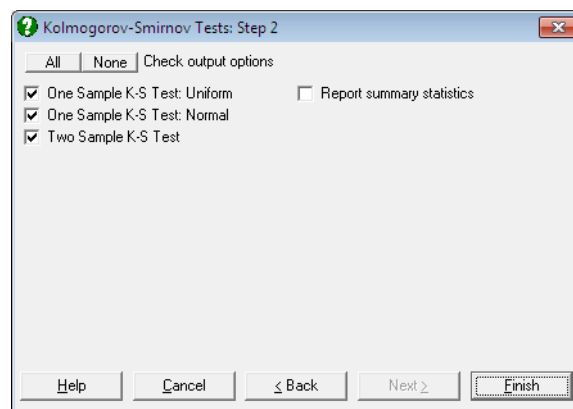 Kolmogorov-Smirnov Tests: Step 2
All None Check output options
One Sample K-S Test: Uniform
Report summary statistics
One Sample K-S Test: Normal
Two Sample K-S Test
Help Cancel < Back Next > Finish